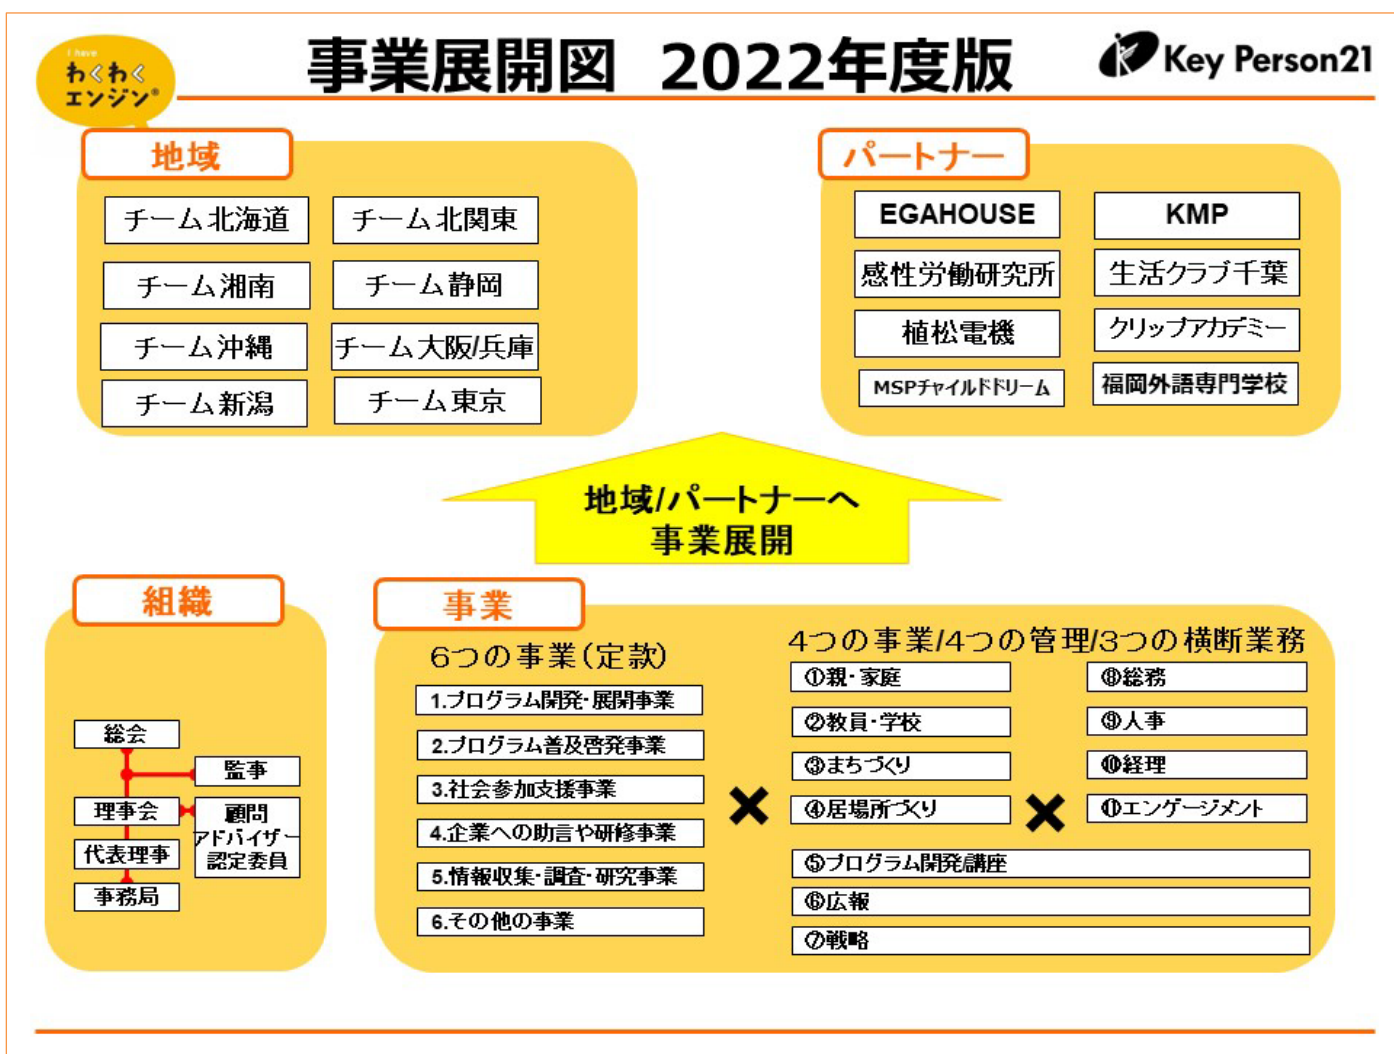 I have
わくわく
エンジン®
事業展開図 2022年度版
Key Person21
地域
チーム北海道
チーム北関東
チーム湘南
チーム静岡
チーム沖縄
チーム大阪/兵庫
チーム新潟
チーム東京
パートナー
EGAHOUSE
KMP
感性労働研究所
生活クラブ千葉
植松電機
クリップアカデミー
MSPチャイルドドリーム
福岡外語専門学校
地域/パートナーへ
事業展開
組織
総会
監事
理事会
顧問
アドバイザー
認定委員
代表理事
事務局
事業
6つの事業(定款)
1.プログラム開発・展開事業
2.プログラム普及啓発事業
3.社会参加支援事業
4.企業への助言や研修事業
5.情報収集・調査・研究事業
6.その他の事業
×
4つの事業/4つの管理/3つの横断業務
①親・家庭
②教員・学校
③まちづくり
④居場所づくり
×
⑧総務
⑨人事
⑩経理
⑪エンゲージメント
⑤プログラム開発/講座
⑥広報
⑦戦略